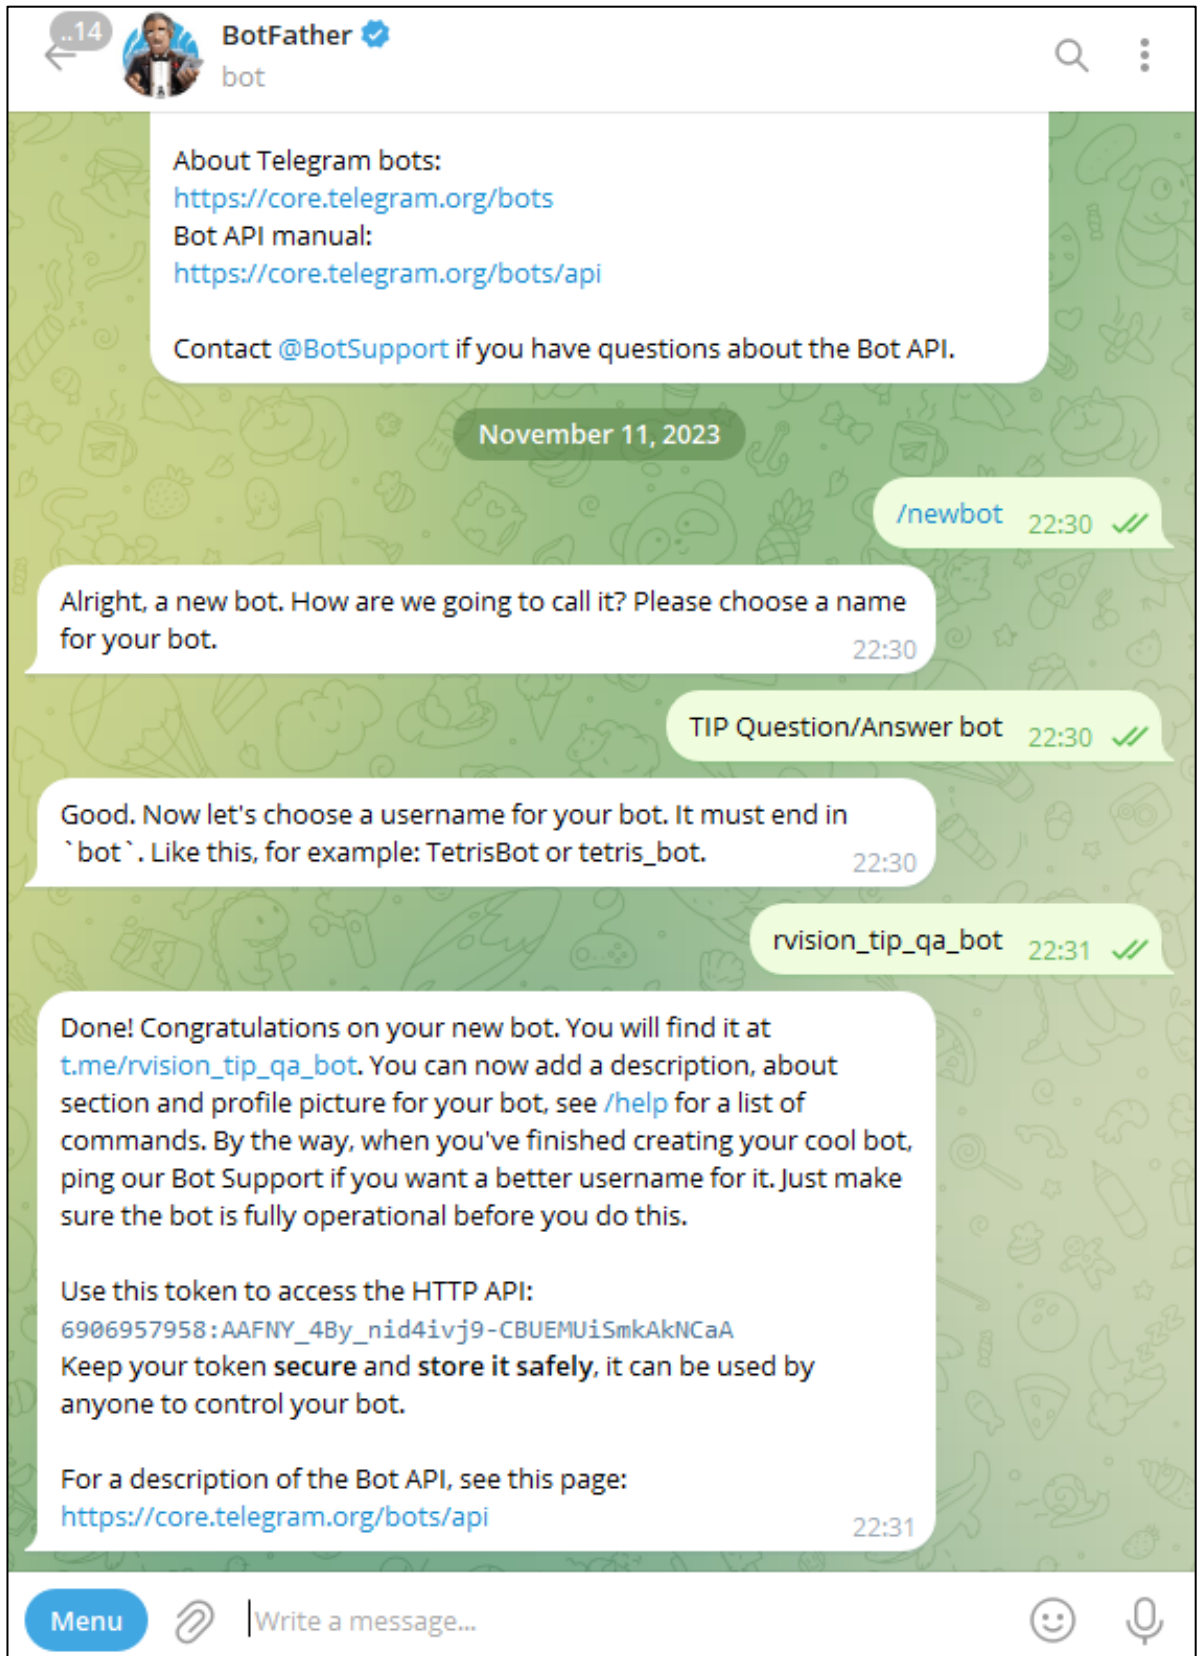 ..14
BotFather
bot
About Telegram bots:
https://core.telegram.org/bots
Bot API manual:
https://core.telegram.org/bots/api
Contact @BotSupport if you have questions about the Bot API.
November 11, 2023
/newbot 22:30
Alright, a new bot. How are we going to call it? Please choose a name
for your bot.
22:30
TIP Question/Answer bot 22:30
Good. Now let's choose a username for your bot. It must end in
`bot`. Like this, for example: TetrisBot or tetris_bot.
22:30
rvision_tip_qa_bot 22:31
Done! Congratulations on your new bot. You will find it at
t.me/rvision_tip_qa_bot. You can now add a description, about
section and profile picture for your bot, see /help for a list of
commands. By the way, when you've finished creating your cool bot,
ping our Bot Support if you want a better username for it. Just make
sure the bot is fully operational before you do this.
Use this token to access the HTTP API:
6906957958:AAFNY_4By_nid4ivj9-CBUEMUiSmkAkNCaA
Keep your token secure and store it safely, it can be used by
anyone to control your bot.
For a description of the Bot API, see this page:
https://core.telegram.org/bots/api
22:31
Menu
Write a message...